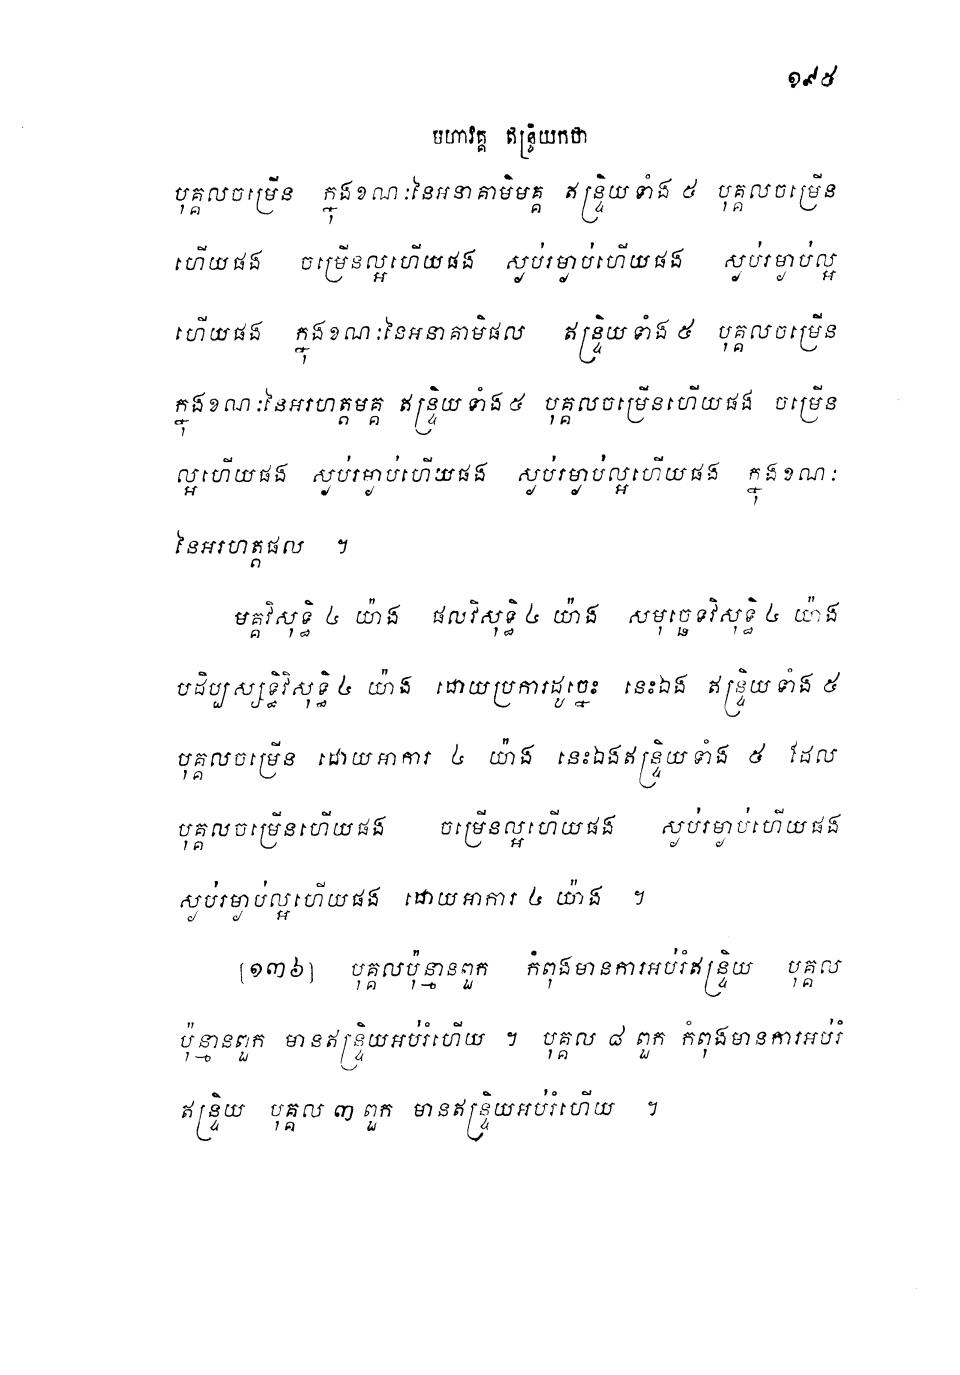 ១៩៥
មហាវគ្គ ឥន្ទ្រិយកថា
បុគ្គលចម្រើន ក្នុងខណៈនៃអនាគាមិមគ្គ ឥន្ទ្រិយទាំង ៥ បុគ្គលចម្រើន
ហើយផង ចម្រើនល្អហើយផង ស្ងប់រម្ងាប់ហើយផង ស្ងប់រម្ងាប់ល្អ
ហើយផង ក្នុងខណៈនៃអនាគាមិផល ឥន្ទ្រិយទាំង ៥ បុគ្គលចម្រើន
ក្នុងខណៈនៃអរហត្តមគ្គ ឥន្ទ្រិយទាំង៥ បុគ្គលចម្រើនហើយផង ចម្រើន
ល្អហើយផង ស្ងប់រម្ងាប់ហើយផង ស្ងប់រម្ងាប់ល្អហើយផង ក្នុងខណៈ
នៃអរហត្តផល ។
មគ្គវិសុទ្ធិ ៤ យ៉ាង ផលវិសុទ្ធិ ៤ យ៉ាង សមុច្ឆេទវិសុទ្ធិ ៤ យ៉ាង
បដិប្បស្សទ្ធិវិសុទ្ធិ ៤ យ៉ាង ដោយប្រការដូច្នេះ នេះឯង ឥន្ទ្រិយទាំង ៥
បុគ្គលចម្រើន ដោយអាការ ៤ យ៉ាង នេះឯងឥន្ទ្រិយទាំង ៥ ដែល
បុគ្គលចម្រើនហើយផង ចម្រើនល្អហើយផង ស្ងប់រម្ងាប់ហើយផង
ស្ងប់រម្ងាប់ល្អហើយផង ដោយអាការ ៤ យ៉ាង ។
[១៣៦] បុគ្គលប៉ុន្មានពួក កំពុងមានការអប់រំឥន្ទ្រិយ បុគ្គល
ប៉ុន្មានពួក មានឥន្ទ្រិយអប់រំហើយ ។ បុគ្គល ៨ ពួក កំពុងមានការអប់រំ
ឥន្ទ្រិយ បុគ្គល ៣ ពួក មានឥន្ទ្រិយអប់រំហើយ ។